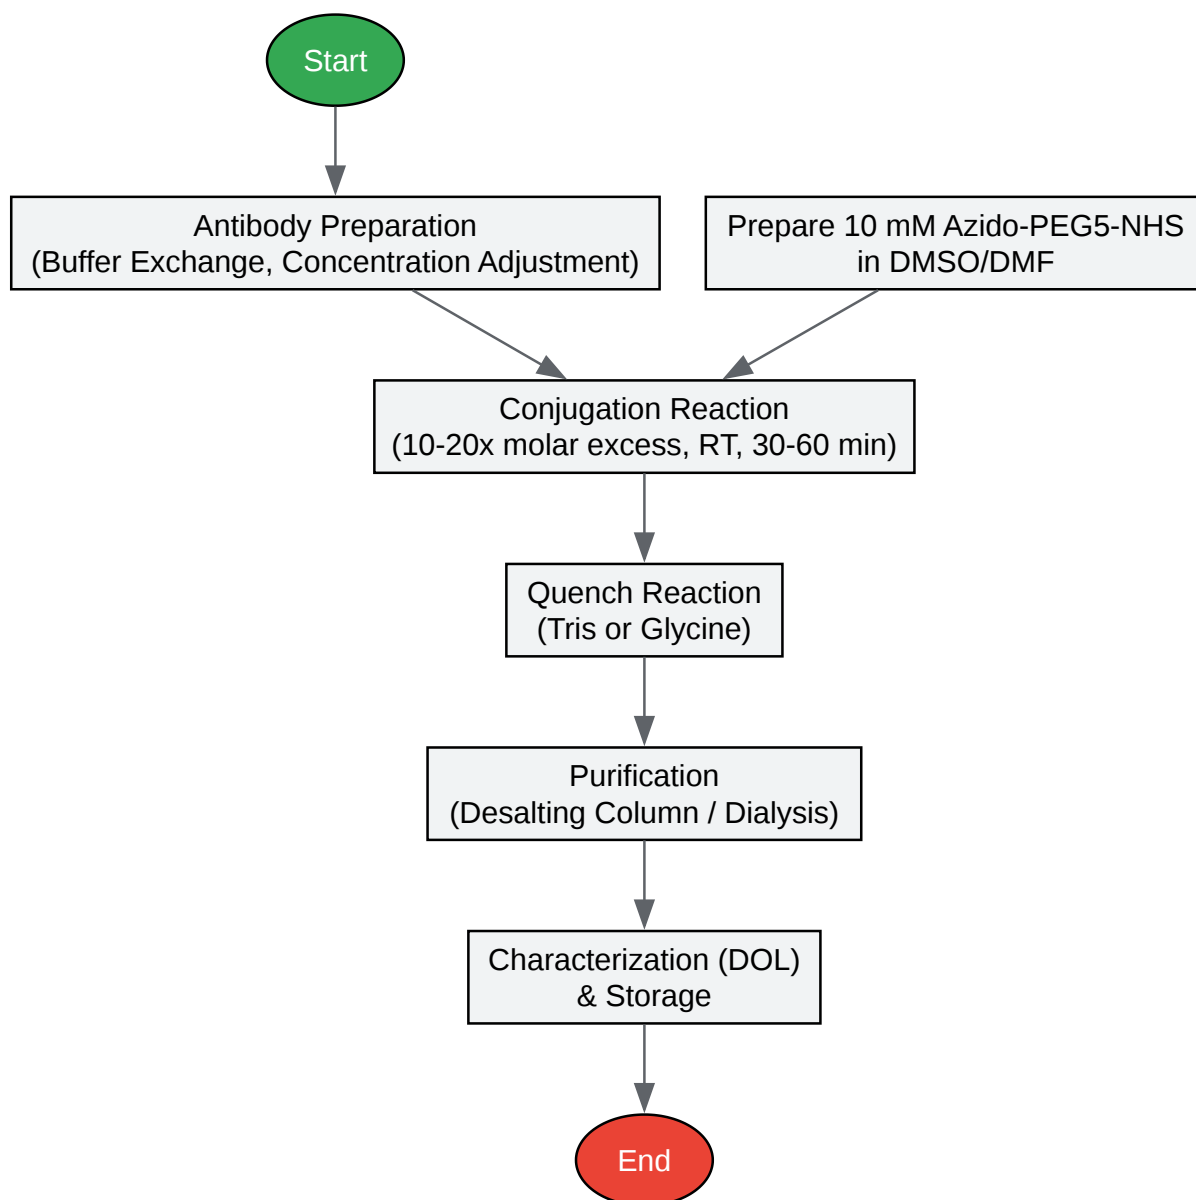 Start
Antibody Preparation
(Buffer Exchange, Concentration Adjustment)
Prepare 10 mM Azido-PEG5-NHS
in DMSO/DMF
Conjugation Reaction
(10-20x molar excess, RT, 30-60 min)
Quench Reaction
(Tris or Glycine)
Purification
(Desalting Column / Dialysis)
Characterization (DOL)
& Storage
End